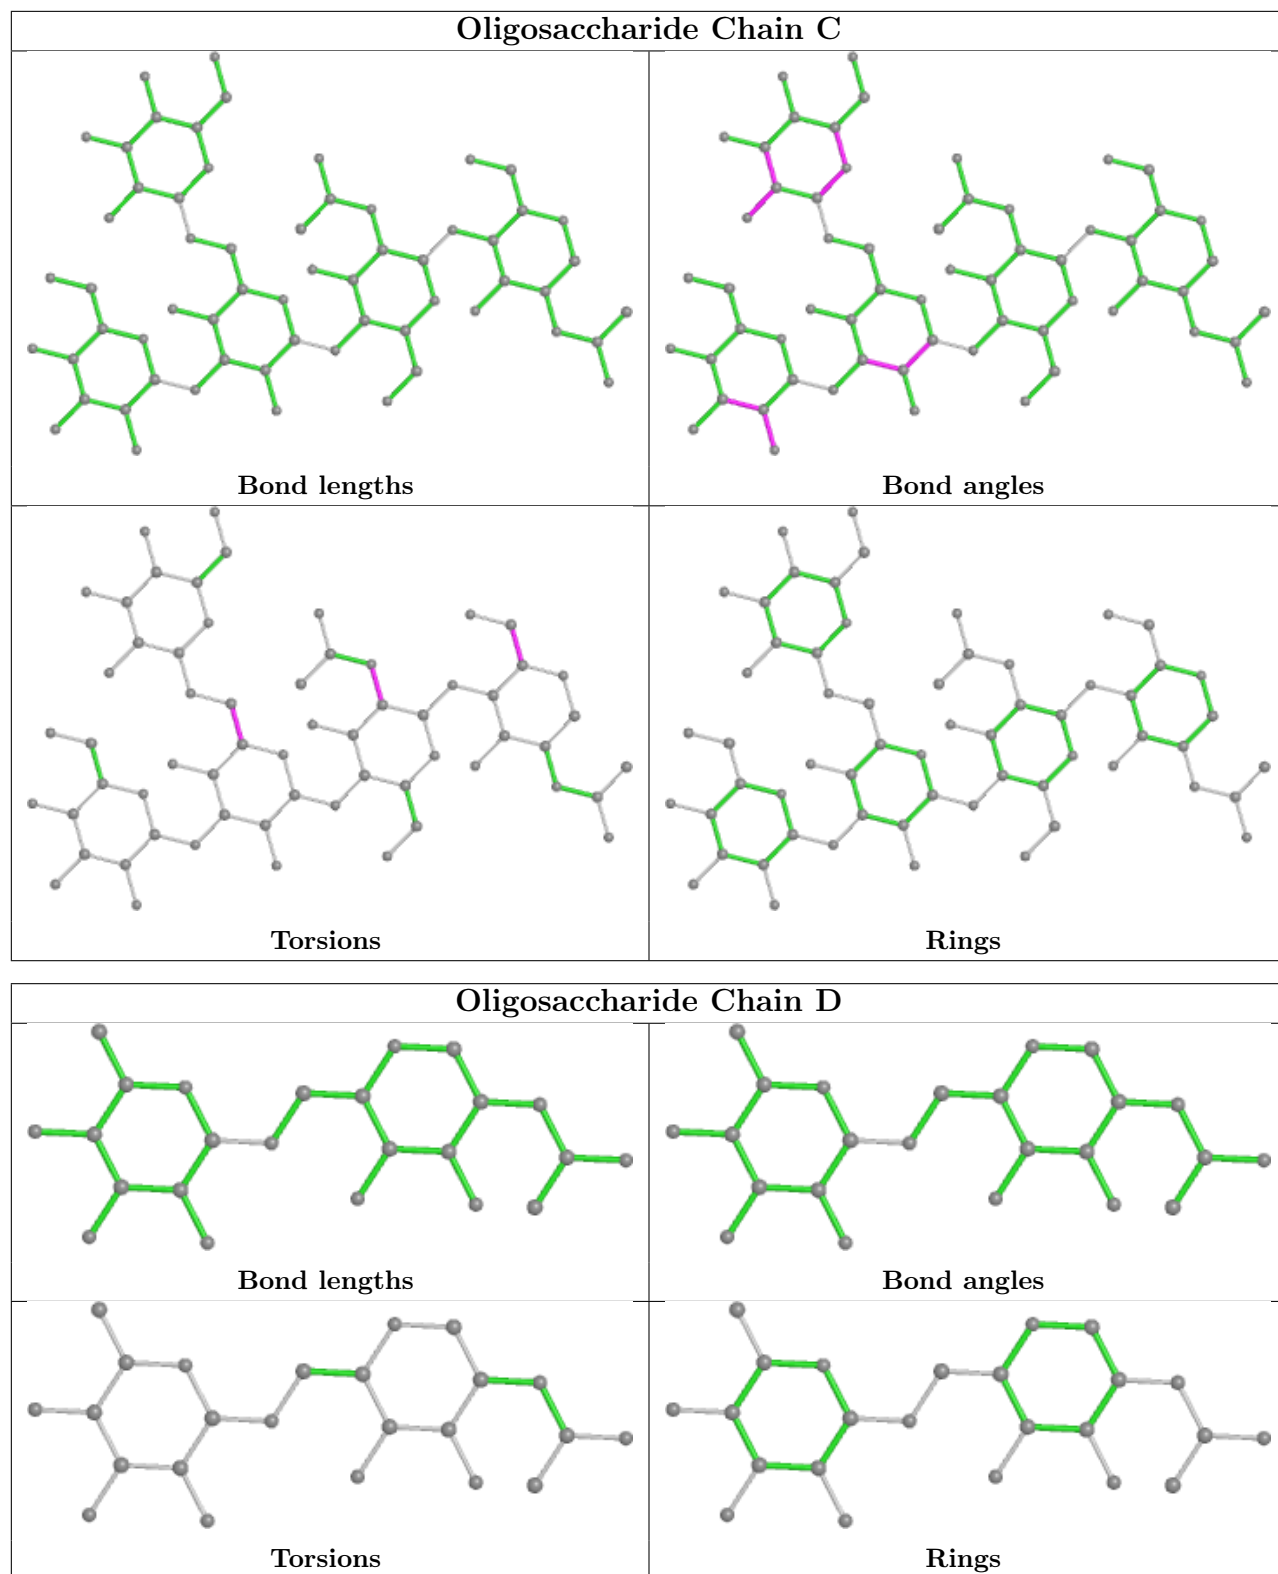 Oligosaccharide Chain C
Bond lengths
Bond angles
Torsions
Rings
Oligosaccharide Chain D
Bond lengths
Bond angles
Torsions
Rings